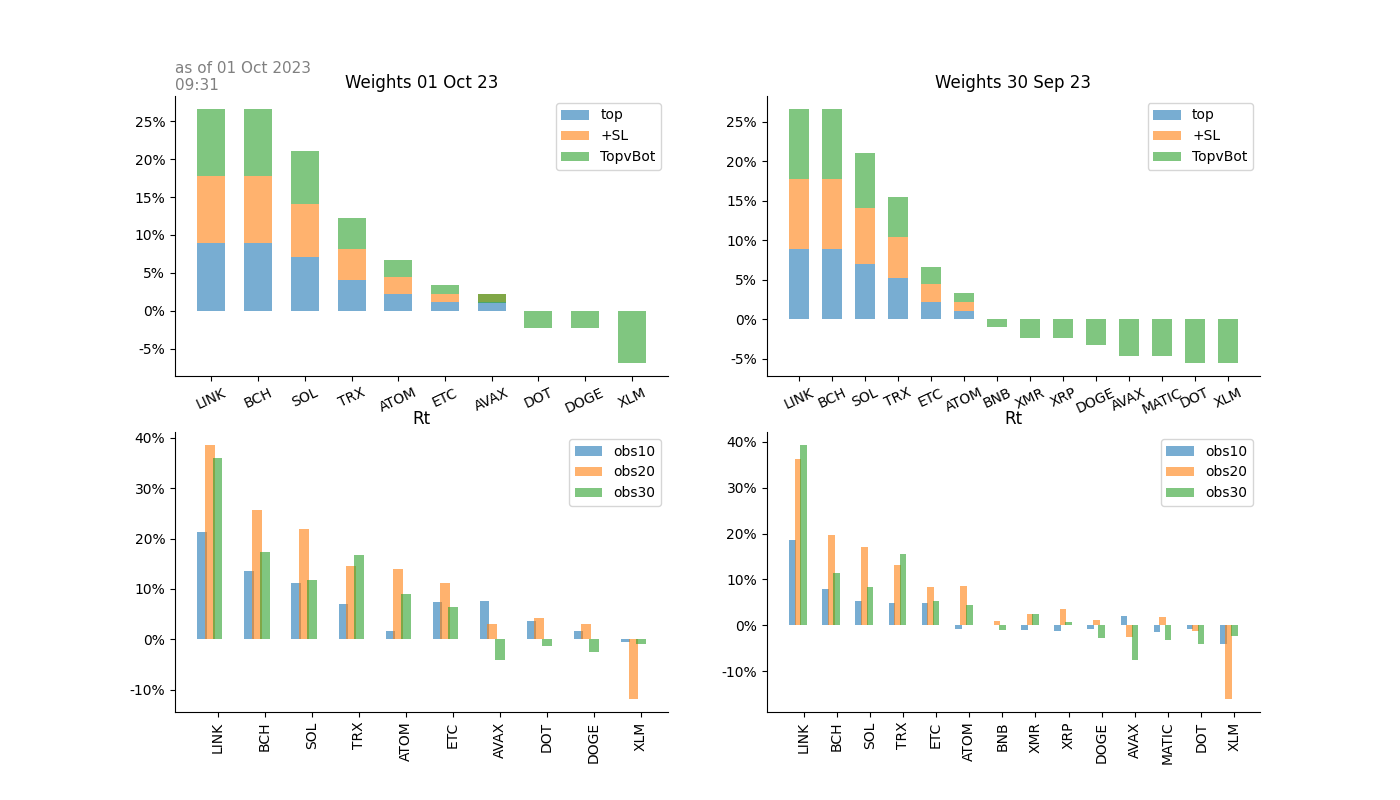 as of 01 Oct 2023
09:31
Weights 01 Oct 23
25%
20%
15%
10%
5%
0%
-5%
top
+SL
TopvBot
LINK BCH SOL TRX ATOM ETC AVAX DOT DOGE XLM
Weights 30 Sep 23
25%
20%
15%
10%
5%
0%
-5%
top
+SL
TopvBot
LINK BCH SOL TRX ETC ATOM BNB XMR XRP DOGE AVAX MATIC DOT XLM
Rt
40%
30%
20%
10%
0%
-10%
obs10
obs20
obs30
LINK BCH SOL TRX ATOM ETC AVAX DOT DOGE XLM
Rt
40%
30%
20%
10%
0%
-10%
obs10
obs20
obs30
LINK BCH SOL TRX ETC ATOM BNB XMR XRP DOGE AVAX MATIC DOT XLM